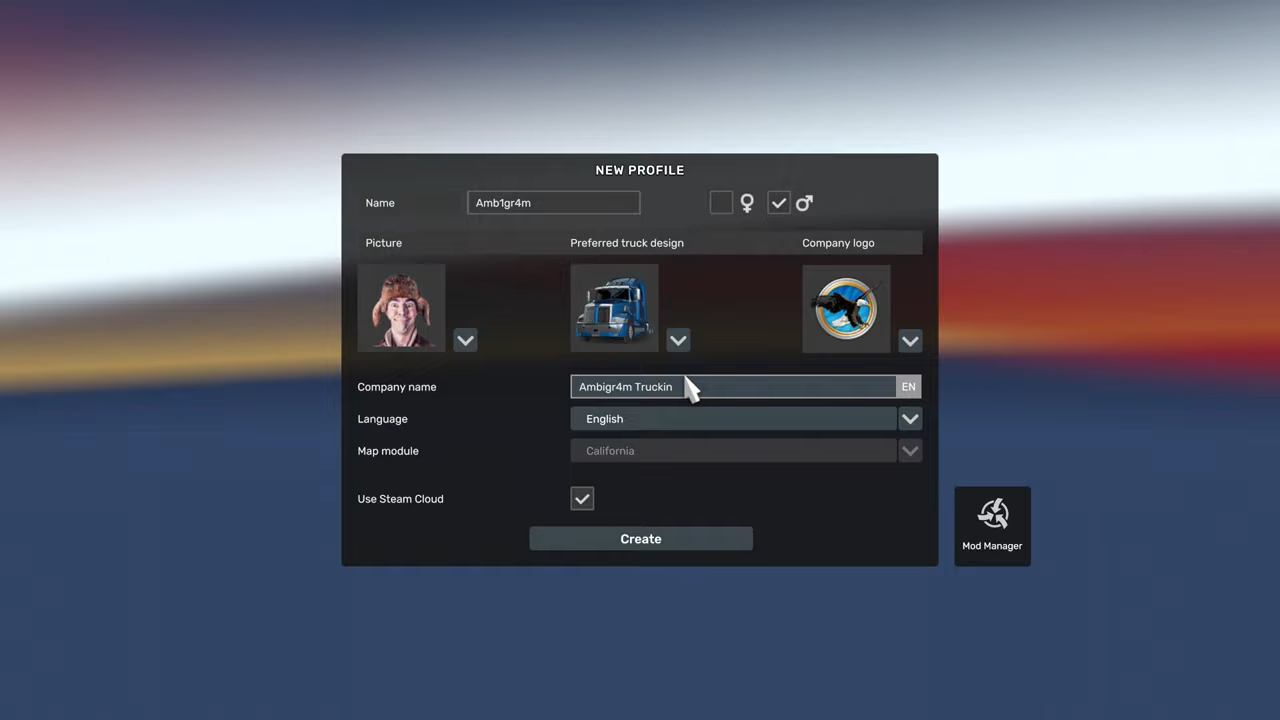 NEW PROFILE
Name Amb1gr4m
Picture Preferred truck design Company logo
Company name Ambigr4m Truckin EN
Language English
Map module California
Use Steam Cloud
Create
Mod Manager